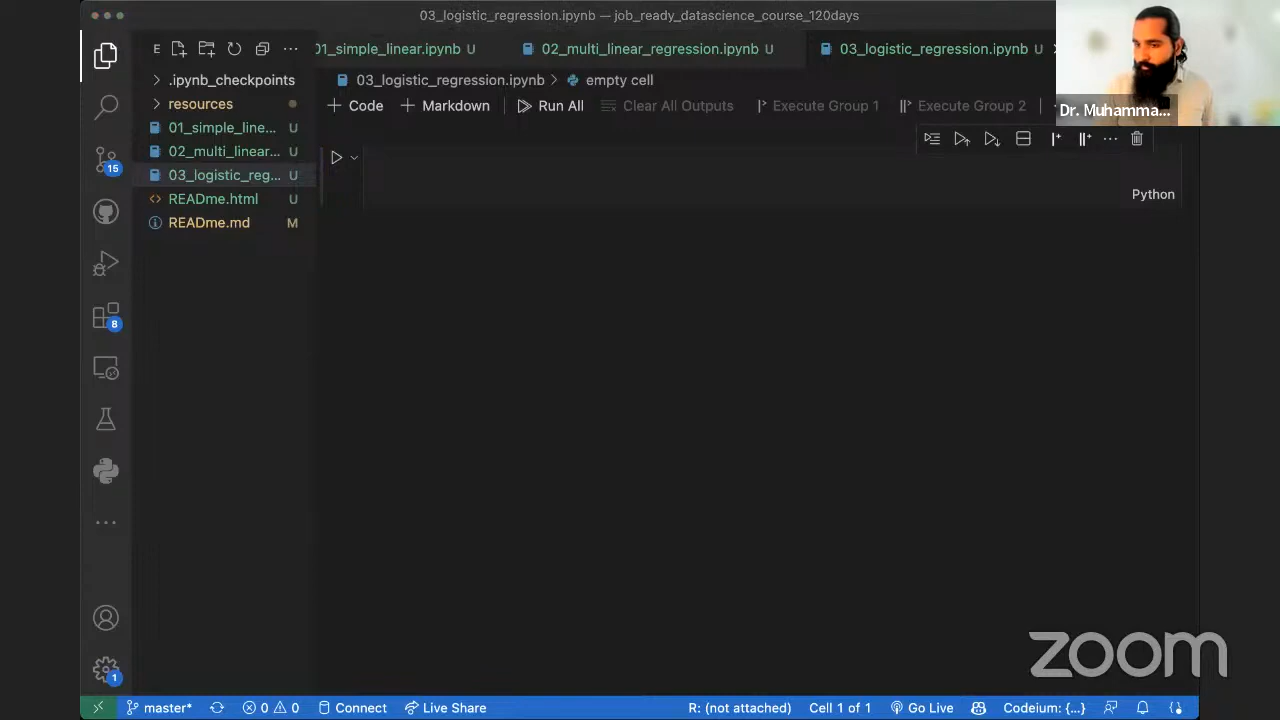 03_logistic_regression.ipynb — job_ready_datascience_course_120days
E
01_simple_linear.ipynb U
02_multi_linear_regression.ipynb U
03_logistic_regression.ipynb U
.ipynb_checkpoints
03_logistic_regression.ipynb > empty cell
resources
Code
Markdown
Run All
Clear All Outputs
Execute Group 1
Execute Group 2
Dr. Muhamma...
01_simple_line... U
02_multi_linear... U
03_logistic_reg... U
READme.html U
READme.md M
Python
15
8
1
zoom
master*
0 0
Connect
Live Share
R: (not attached)
Cell 1 of 1
Go Live
Codeium: {...}